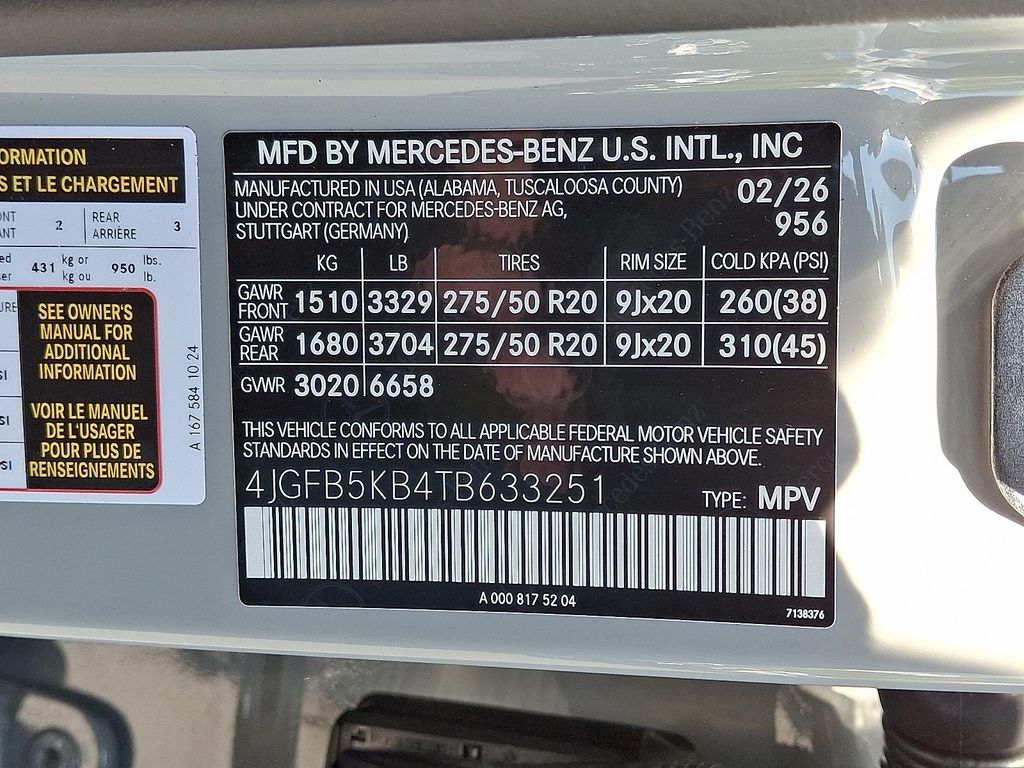 ORMATION
S ET LE CHARGEMENT
2 REAR ARRIÈRE 3
431 kg or kg ou 950 lbs. lb.
SEE OWNER'S
MANUAL FOR
ADDITIONAL
INFORMATION
VOIR LE MANUEL
DE L'USAGER
POUR PLUS DE
RENSEIGNEMENTS
A 167 584 10 24
MFD BY MERCEDES-BENZ U.S. INTL., INC
MANUFACTURED IN USA (ALABAMA, TUSCALOOSA COUNTY) 02/26
UNDER CONTRACT FOR MERCEDES-BENZ AG, 956
STUTTGART (GERMANY)
KG LB TIRES RIM SIZE COLD KPA (PSI)
GAWR FRONT 1510 3329 275/50 R20 9Jx20 260(38)
GAWR REAR 1680 3704 275/50 R20 9Jx20 310(45)
GVWR 3020 6658
THIS VEHICLE CONFORMS TO ALL APPLICABLE FEDERAL MOTOR VEHICLE SAFETY
STANDARDS IN EFFECT ON THE DATE OF MANUFACTURE SHOWN ABOVE.
4JGFB5KB4TB633251 TYPE: MPV
A 000 817 52 04
7138376